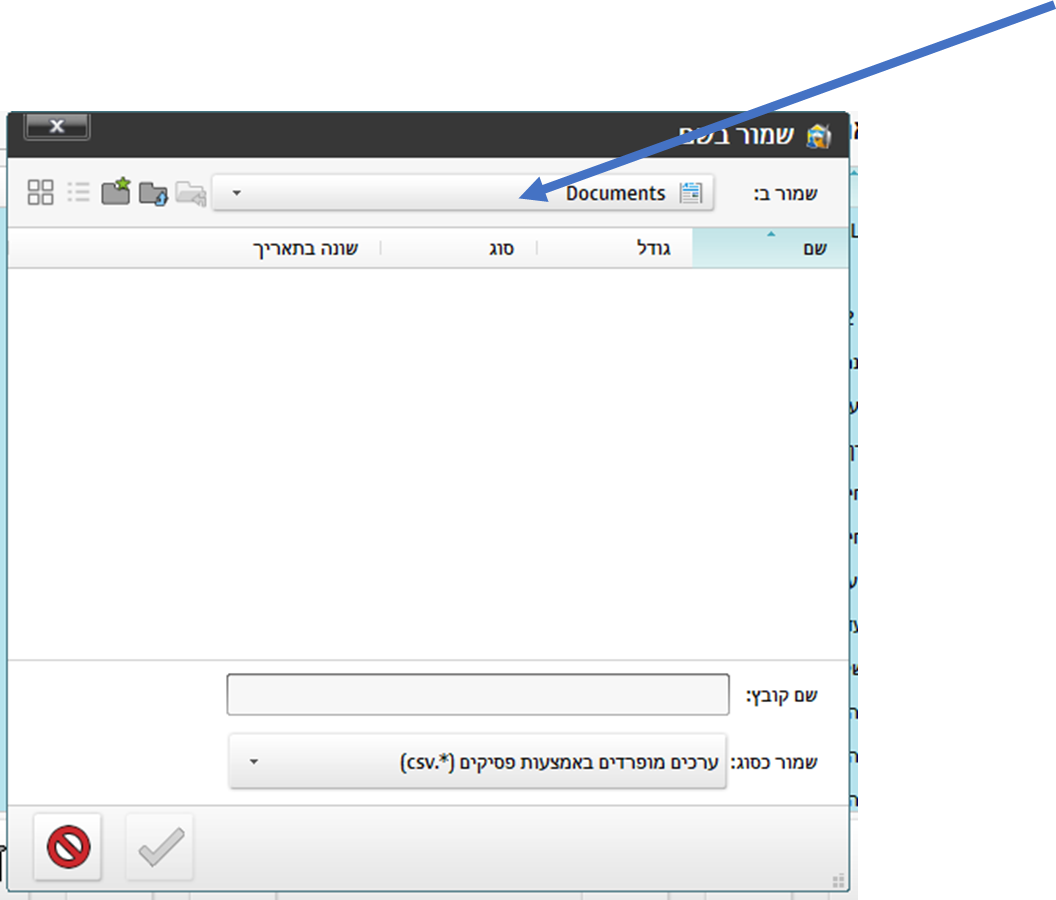 שמור בשם
שמור ב: Documents
שם גודל סוג שונה בתאריך
שם קובץ:
שמור כסוג: ערכים מופרדים באמצעות פסיקים (*.csv)